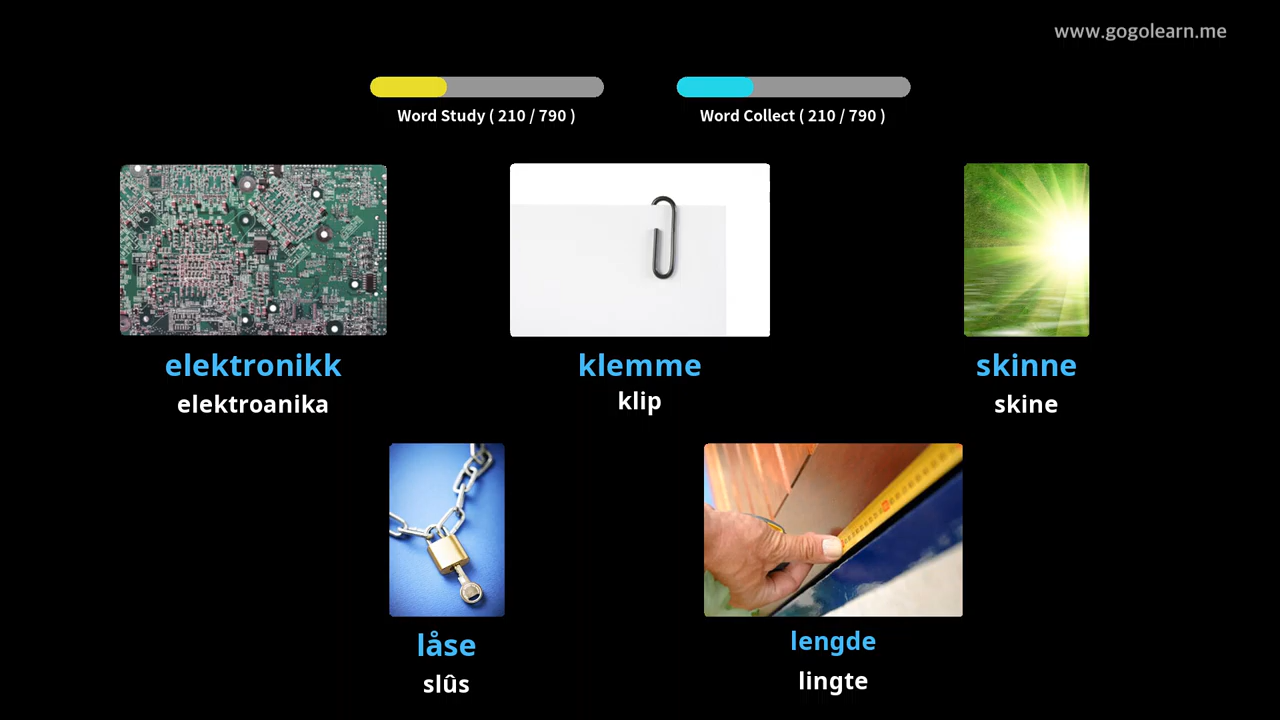 www.gogolearn.me
Word Study ( 210 / 790 )
Word Collect ( 210 / 790 )
elektronikk
elektroanika
klemme
klip
skinne
skine
låse
slûs
lengde
lingte